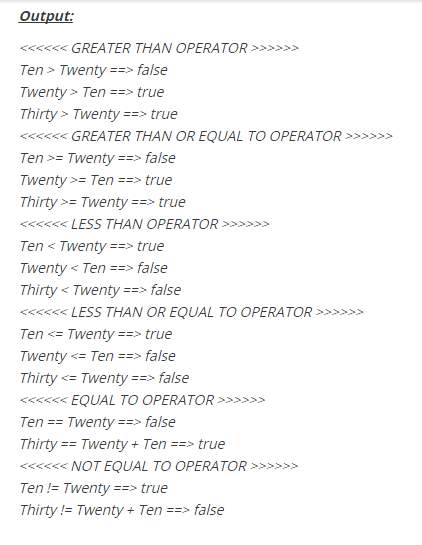 Output:
<<<<<< GREATER THAN OPERATOR >>>>>>
Ten > Twenty ==> false
Twenty > Ten ==> true
Thirty > Twenty ==> true
<<<<<< GREATER THAN OR EQUAL TO OPERATOR >>>>>>
Ten >= Twenty ==> false
Twenty >= Ten ==> true
Thirty >= Twenty ==> true
<<<<<< LESS THAN OPERATOR >>>>>>
Ten < Twenty ==> true
Twenty < Ten ==> false
Thirty < Twenty ==> false
<<<<<< LESS THAN OR EQUAL TO OPERATOR >>>>>>
Ten <= Twenty ==> true
Twenty <= Ten ==> false
Thirty <= Twenty ==> false
<<<<<< EQUAL TO OPERATOR >>>>>>
Ten == Twenty ==> false
Thirty == Twenty + Ten ==> true
<<<<<< NOT EQUAL TO OPERATOR >>>>>>
Ten != Twenty ==> true
Thirty != Twenty + Ten ==> false